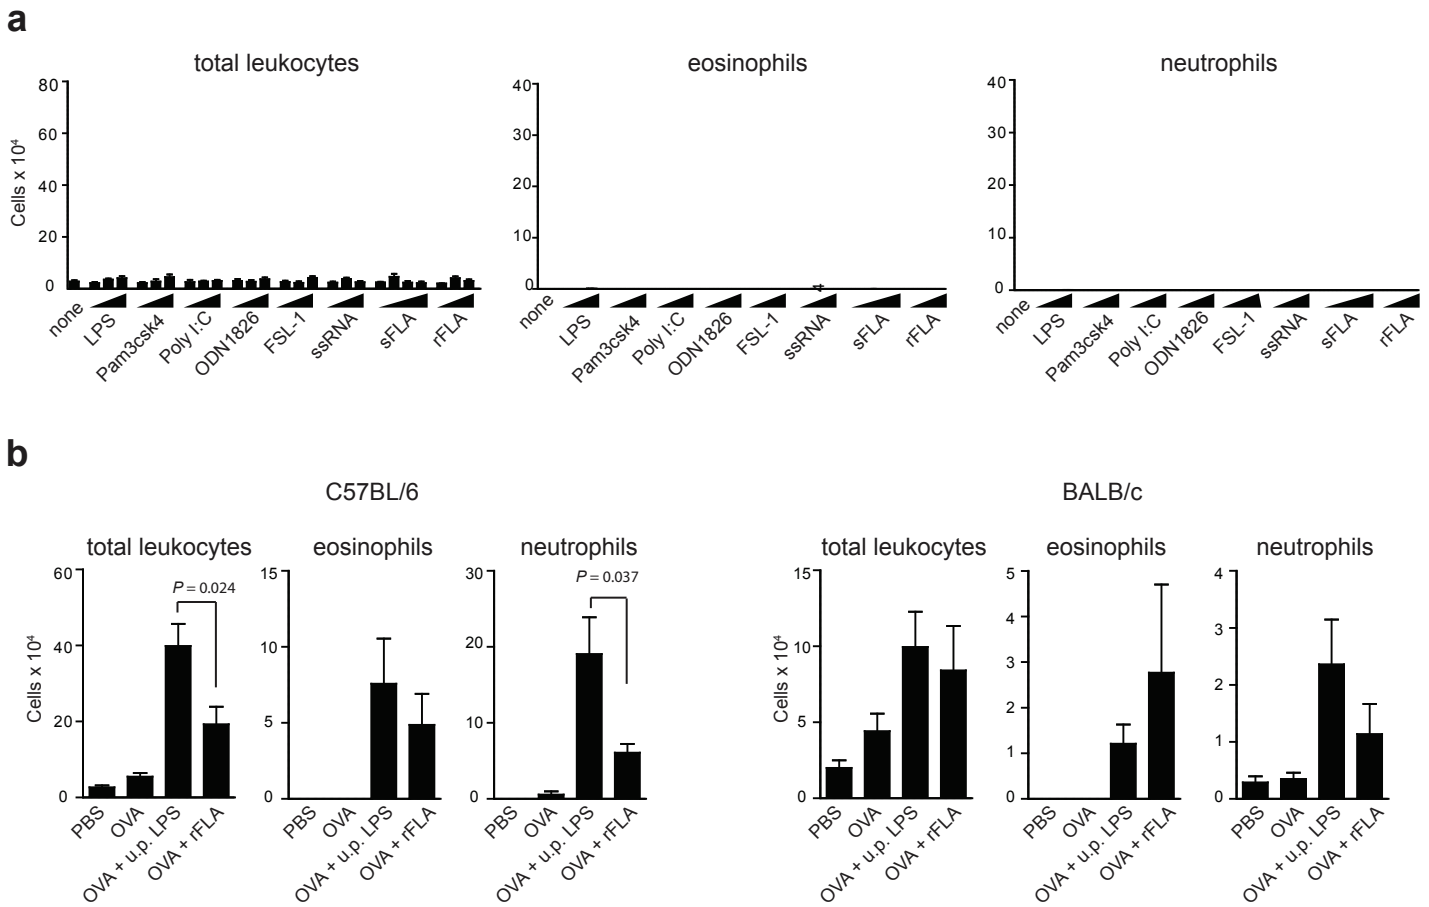 a
total leukocytes
eosinophils
neutrophils
Cells x 10⁴
80
60
40
20
0
none
LPS
Pam3csk4
Poly I:C
ODN1826
FSL-1
ssRNA
sFLA
rFLA
40
30
20
10
0
none
LPS
Pam3csk4
Poly I:C
ODN1826
FSL-1
ssRNA
sFLA
rFLA
40
30
20
10
0
none
LPS
Pam3csk4
Poly I:C
ODN1826
FSL-1
ssRNA
sFLA
rFLA
b
C57BL/6
total leukocytes
eosinophils
neutrophils
Cells x 10⁴
60
40
20
0
P = 0.024
PBS
OVA
OVA + u.p. LPS
OVA + rFLA
15
10
5
0
PBS
OVA
OVA + u.p. LPS
OVA + rFLA
30
20
10
0
P = 0.037
PBS
OVA
OVA + u.p. LPS
OVA + rFLA
BALB/c
total leukocytes
eosinophils
neutrophils
Cells x 10⁴
15
10
5
0
PBS
OVA
OVA + u.p. LPS
OVA + rFLA
5
4
3
2
1
0
PBS
OVA
OVA + u.p. LPS
OVA + rFLA
4
3
2
1
0
PBS
OVA
OVA + u.p. LPS
OVA + rFLA